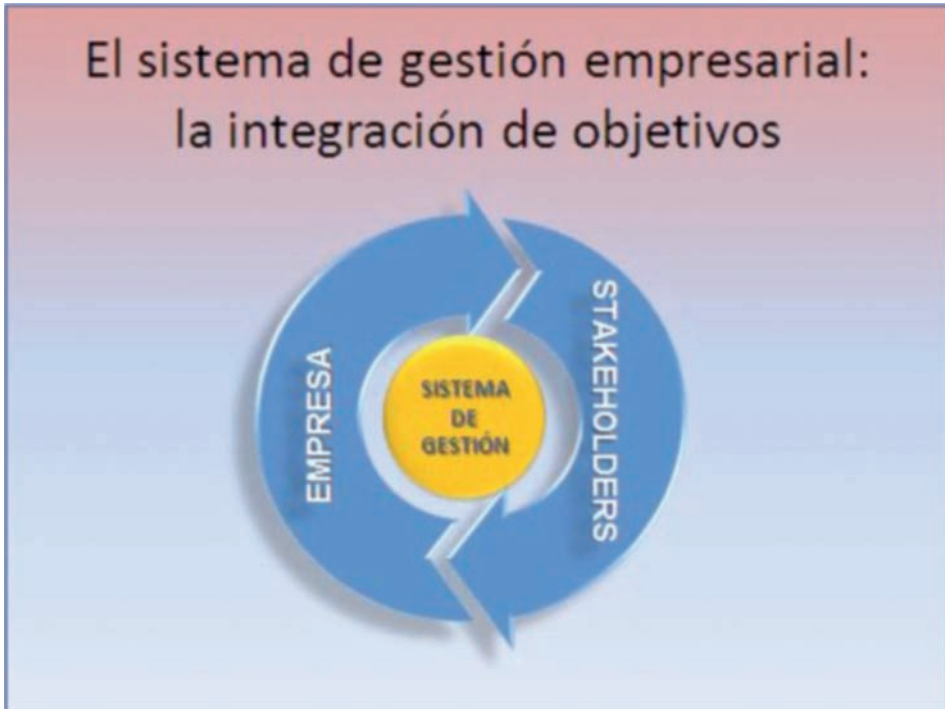 El sistema de gestión empresarial:
la integración de objetivos
EMPRESA
SISTEMA
DE
GESTIÓN
STAKEHOLDERS